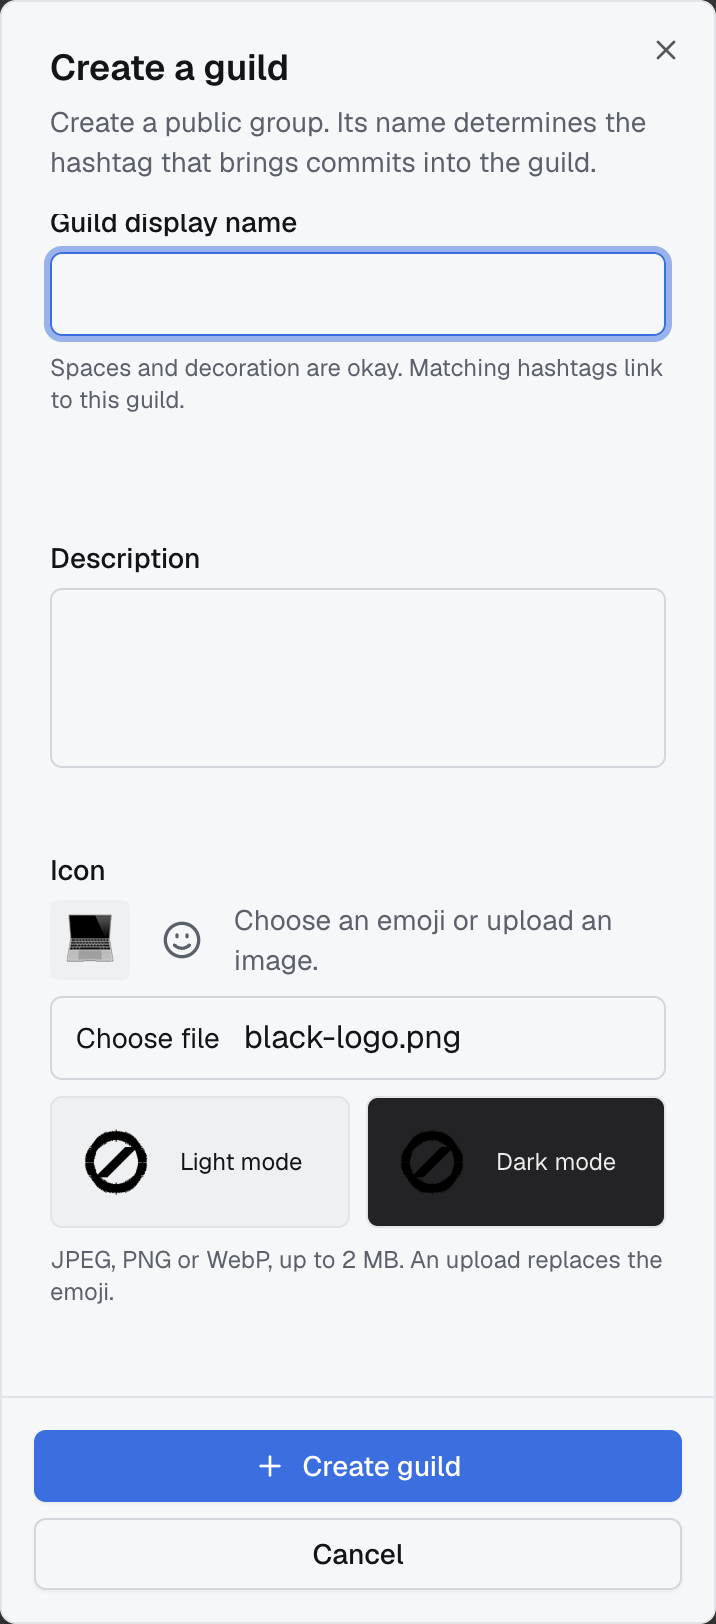 Create a guild
Create a public group. Its name determines the
hashtag that brings commits into the guild.
Guild display name
Spaces and decoration are okay. Matching hashtags link
to this guild.
Description
Icon
Choose an emoji or upload an
image.
Choose file black-logo.png
Light mode
Dark mode
JPEG, PNG or WebP, up to 2 MB. An upload replaces the
emoji.
Create guild
Cancel